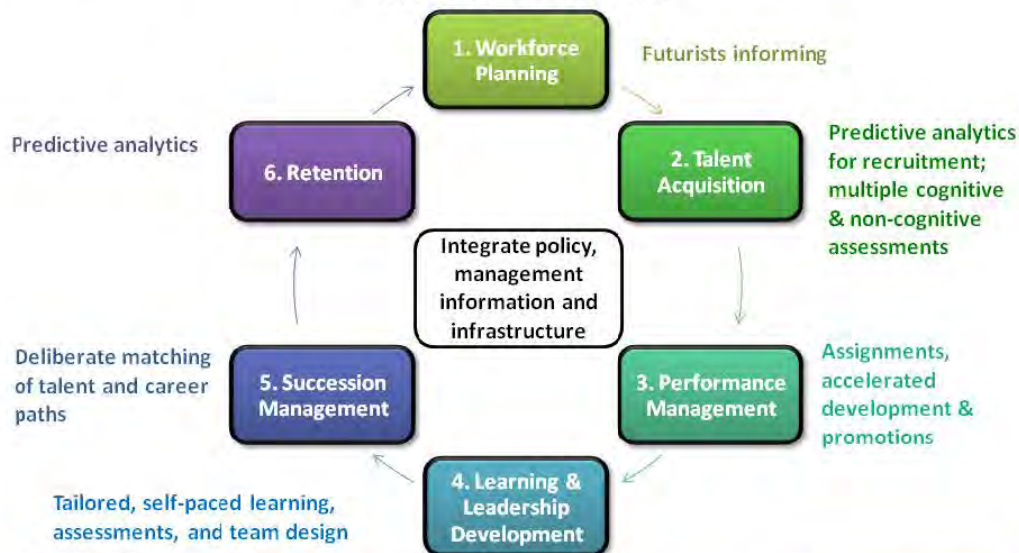 1. Workforce
Planning
Futurists informing
Predictive analytics
6. Retention
2. Talent
Acquisition
Predictive analytics
for recruitment;
multiple cognitive
& non-cognitive
assessments
Integrate policy,
management
information and
infrastructure
Deliberate matching
of talent and career
paths
5. Succession
Management
3. Performance
Management
Assignments,
accelerated
development &
promotions
4. Learning &
Leadership
Development
Tailored, self-paced learning,
assessments, and team design